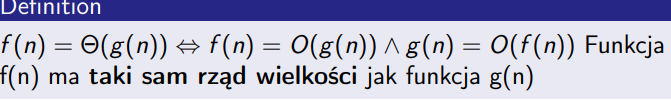 Definition
f(n) = Θ(g(n)) ⇔ f(n) = O(g(n)) ∧ g(n) = O(f(n)) Funkcja
f(n) ma taki sam rząd wielkości jak funkcja g(n)